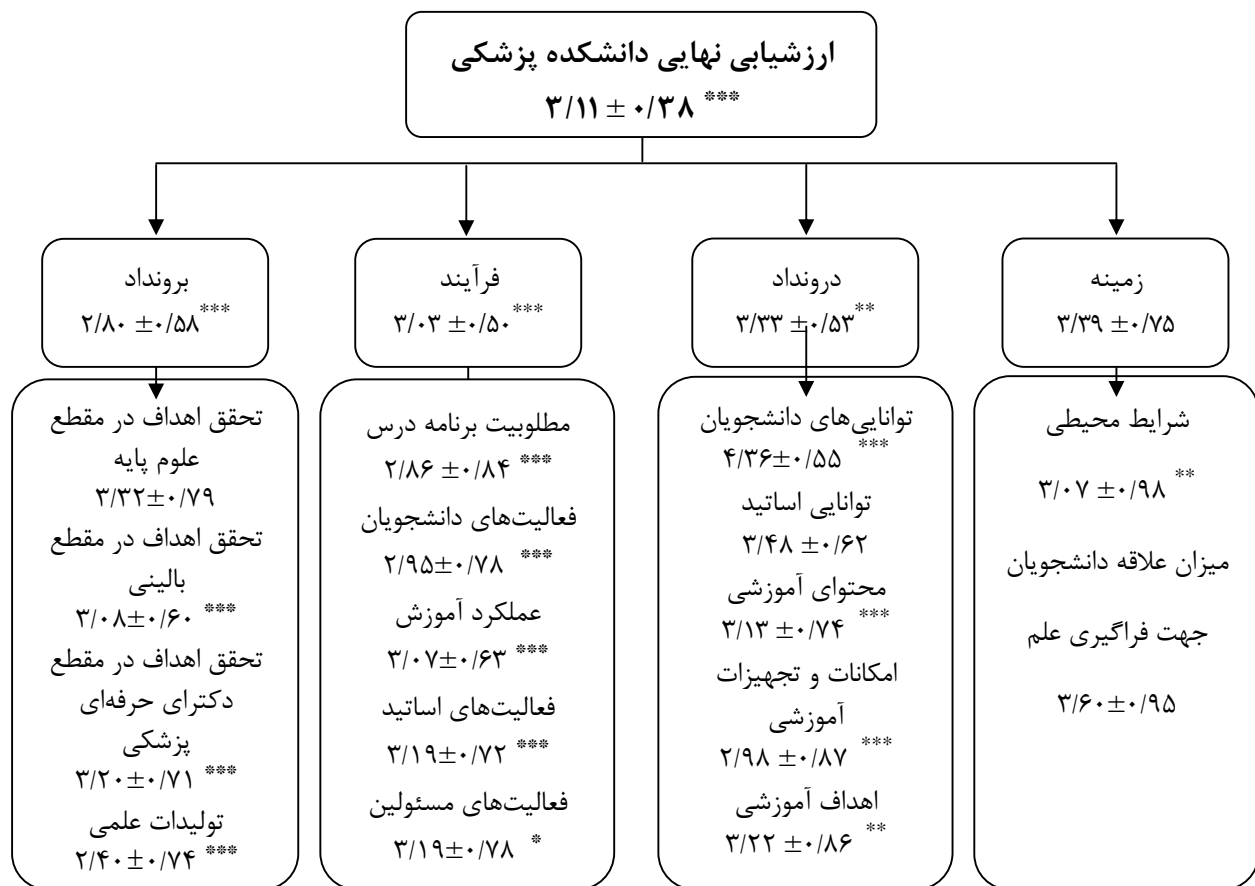 ارزشیابی نهایی دانشکده پزشکی
۳/۱۱ ± ۰/۳۸ ***
زمینه
۳/۳۹ ±۰/۷۵
درونداد
۳/۳۳ ±۰/۵۳**
فرآیند
۳/۰۳ ±۰/۵۰***
برونداد
۲/۸۰ ±۰/۵۸***
شرایط محیطی
۳/۰۷ ±۰/۹۸ **
میزان علاقه دانشجویان
جهت فراگیری علم
۳/۶۰±۰/۹۵
توانایی‌های دانشجویان
۴/۳۶±۰/۵۵ ***
توانایی اساتید
۳/۴۸ ±۰/۶۲
محتوای آموزشی
۳/۱۳ ±۰/۷۴ ***
امکانات و تجهیزات
آموزشی
۲/۹۸ ±۰/۸۷ ***
اهداف آموزشی
۳/۲۲ ±۰/۸۶ **
مطلوبیت برنامه درس
۲/۸۶ ±۰/۸۴ ***
فعالیت‌های دانشجویان
۲/۹۵±۰/۷۸ ***
عملکرد آموزش
۳/۰۷±۰/۶۳ ***
فعالیت‌های اساتید
۳/۱۹±۰/۷۲ ***
فعالیت‌های مسئولین
۳/۱۹±۰/۷۸ *
تحقق اهداف در مقطع
علوم پایه
۳/۳۲±۰/۷۹
تحقق اهداف در مقطع
بالینی
۳/۰۸±۰/۶۰ ***
تحقق اهداف در مقطع
دکترای حرفه‌ای
پزشکی
۳/۲۰±۰/۷۱ ***
تولیدات علمی
۲/۴۰±۰/۷۴ ***